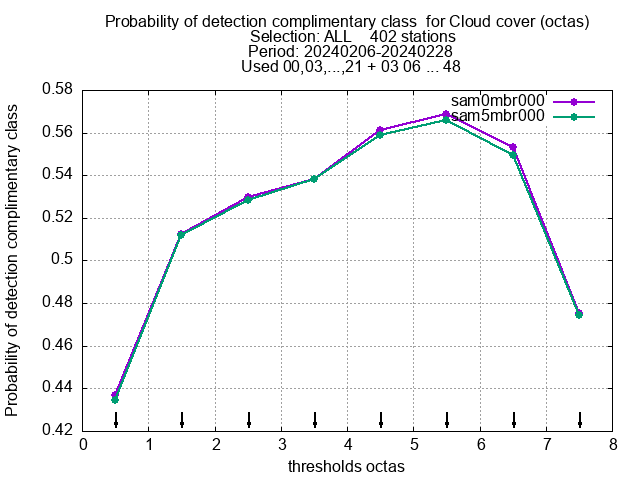 Probability of detection complimentary class  for Cloud cover (octas)
Selection: ALL    402 stations
Period: 20240206-20240228
Used 00,03,...,21 + 03 06 ... 48
sam0mbr000
sam5mbr000
Probability of detection complimentary class
0.58
0.56
0.54
0.52
0.5
0.48
0.46
0.44
0.42
0 1 2 3 4 5 6 7 8
thresholds octas